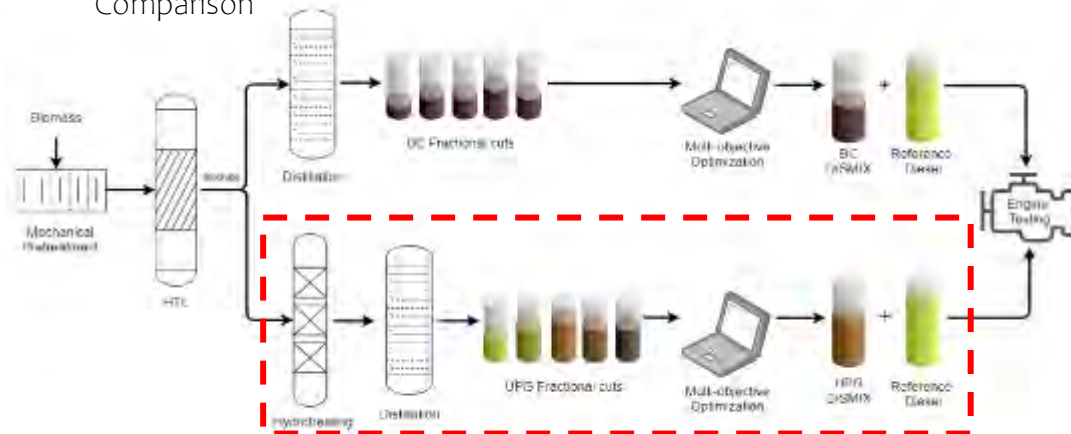 Comparison
Biomass
Mechanical
Pretreatment
HTL
Biocrude
Distillation
BC Fractional cuts
Multi-objective
Optimization
BC
DISMIX
+
Reference
Diesel
Engine
Testing
Hydrotreating
Distillation
UPG Fractional cuts
Multi-objective
Optimization
UPG
DISMIX
+
Reference
Diesel